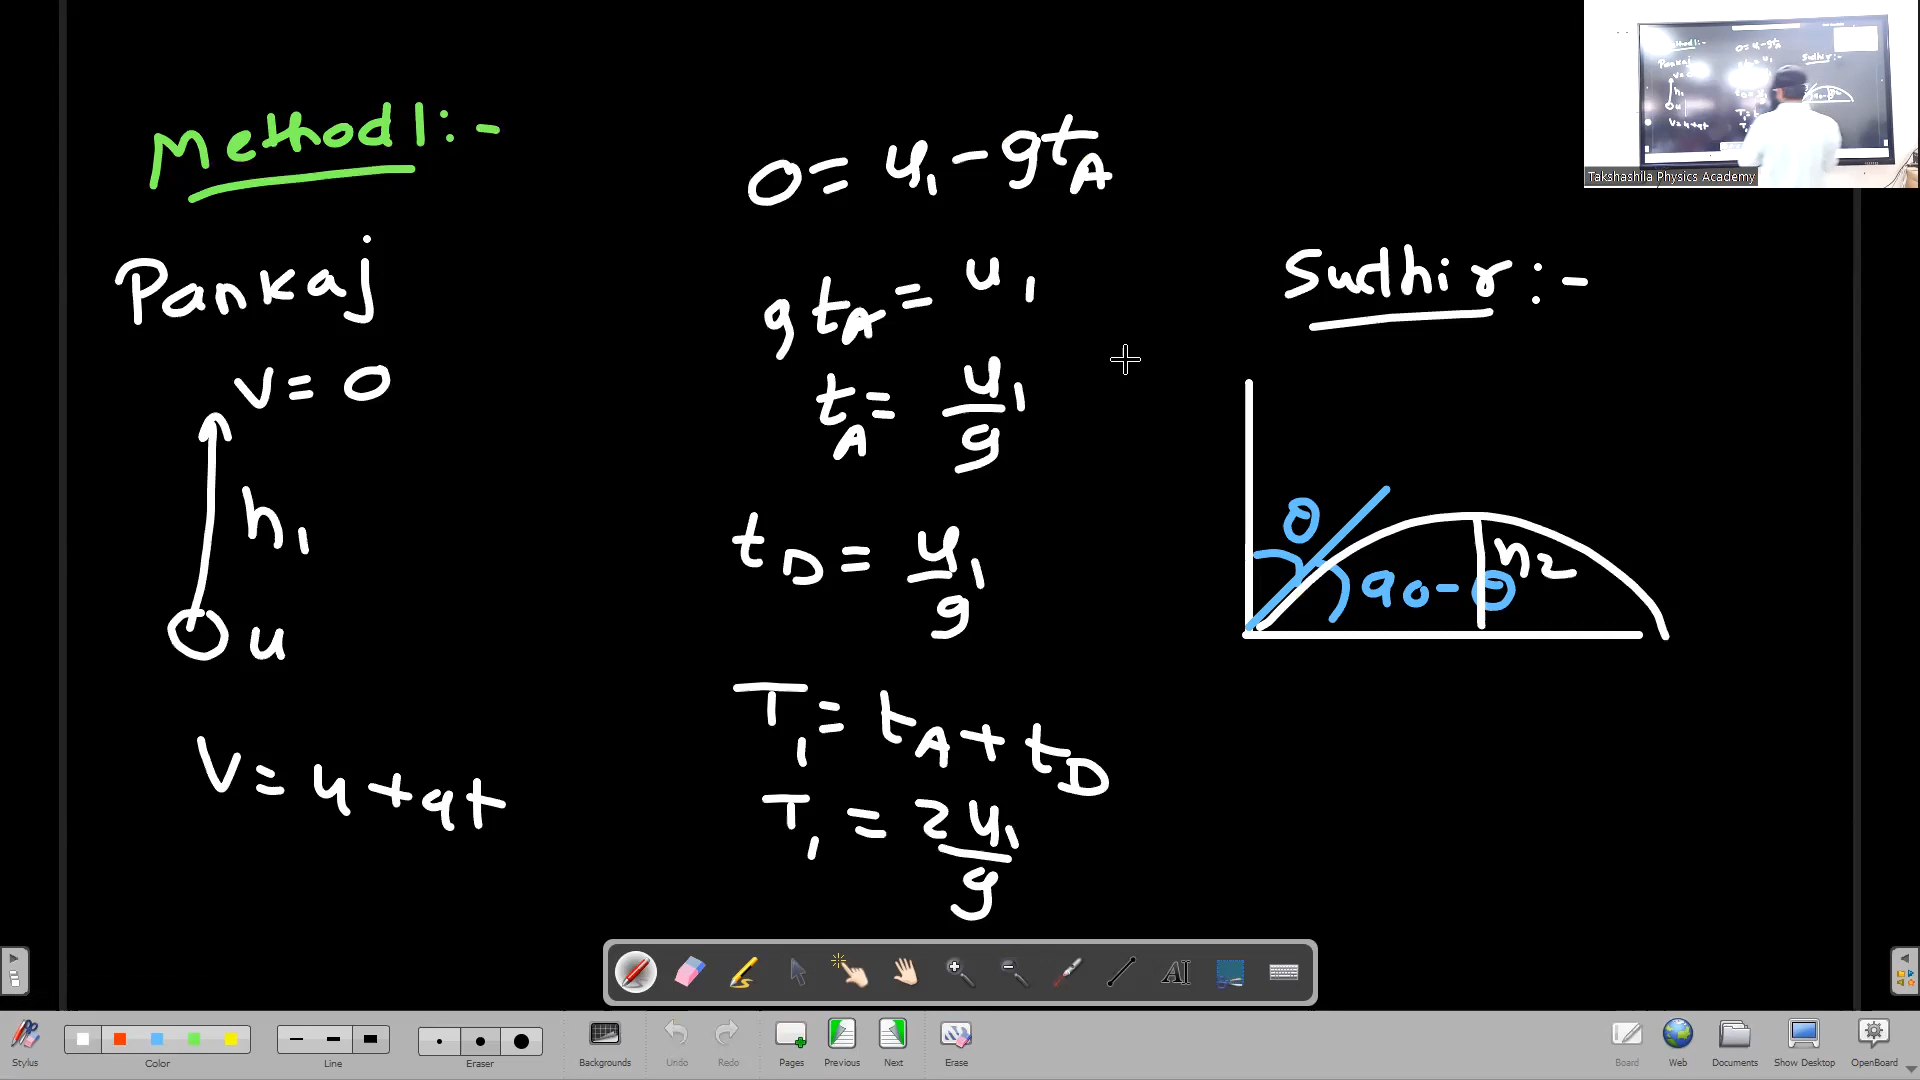 Method 1:-
Pankaj
V = 0
h1
u
V = u + at
0 = u1 - gtA
gtA = u1
tA = u1/g
tD = u1/g
T1 = tA + tD
T1 = 2u1/g
Sudhir:-
θ
90-θ
h2
Takshashila Physics Academy
Stylus
Color
Line
Eraser
Backgrounds
Undo
Redo
Pages
Previous
Next
Erase
Board
Web
Documents
Show Desktop
OpenBoard